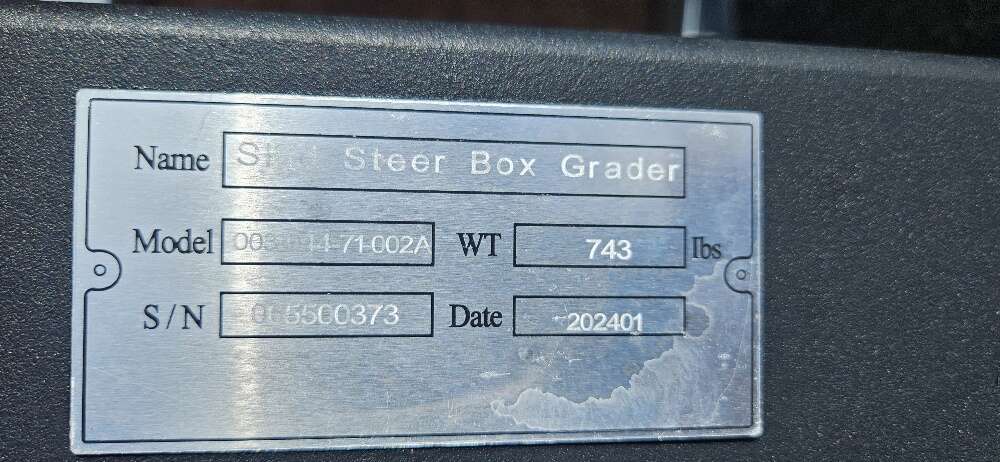 Name Steer Box Grader
Model WT 743 lbs
S/N Date 202401